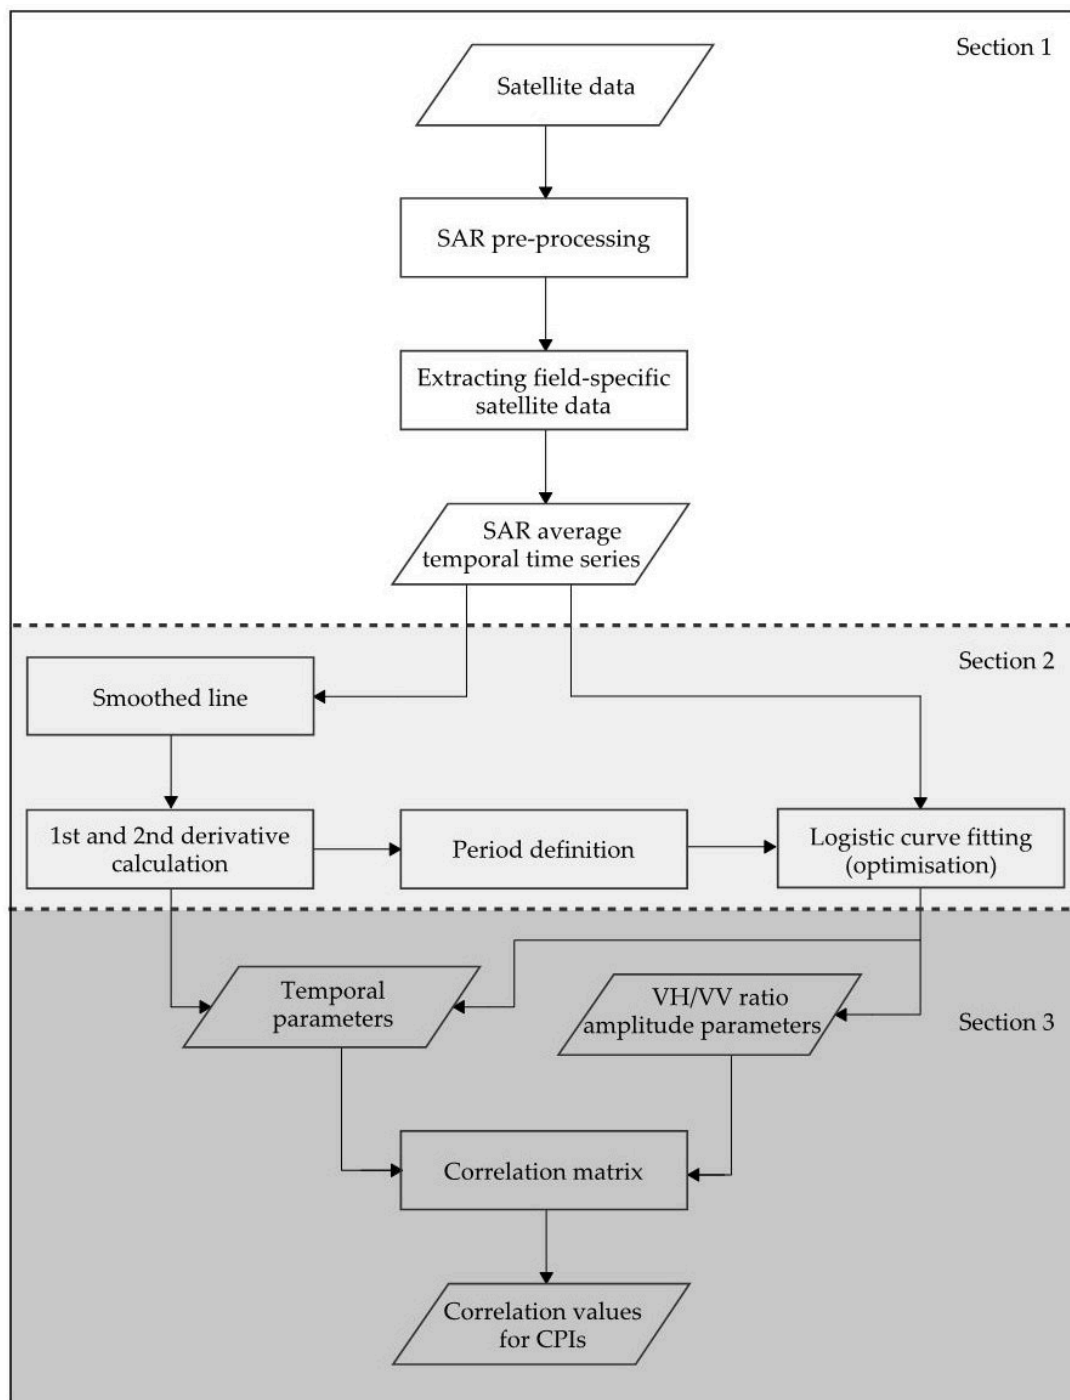 Section 1
Satellite data
SAR pre-processing
Extracting field-specific
satellite data
SAR average
temporal time series
Section 2
Smoothed line
1st and 2nd derivative
calculation
Period definition
Logistic curve fitting
(optimisation)
Temporal
parameters
VH/VV ratio
amplitude parameters
Section 3
Correlation matrix
Correlation values
for CPIs